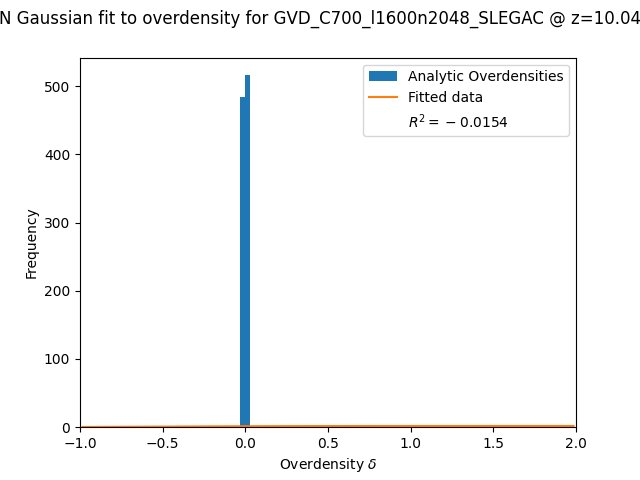 N Gaussian fit to overdensity for GVD_C700_l1600n2048_SLEGAC @ z=10.04
Analytic Overdensities
Fitted data
R² = − 0.0154
Frequency
500
400
300
200
100
0
−1.0 −0.5 0.0 0.5 1.0 1.5 2.0
Overdensity δ